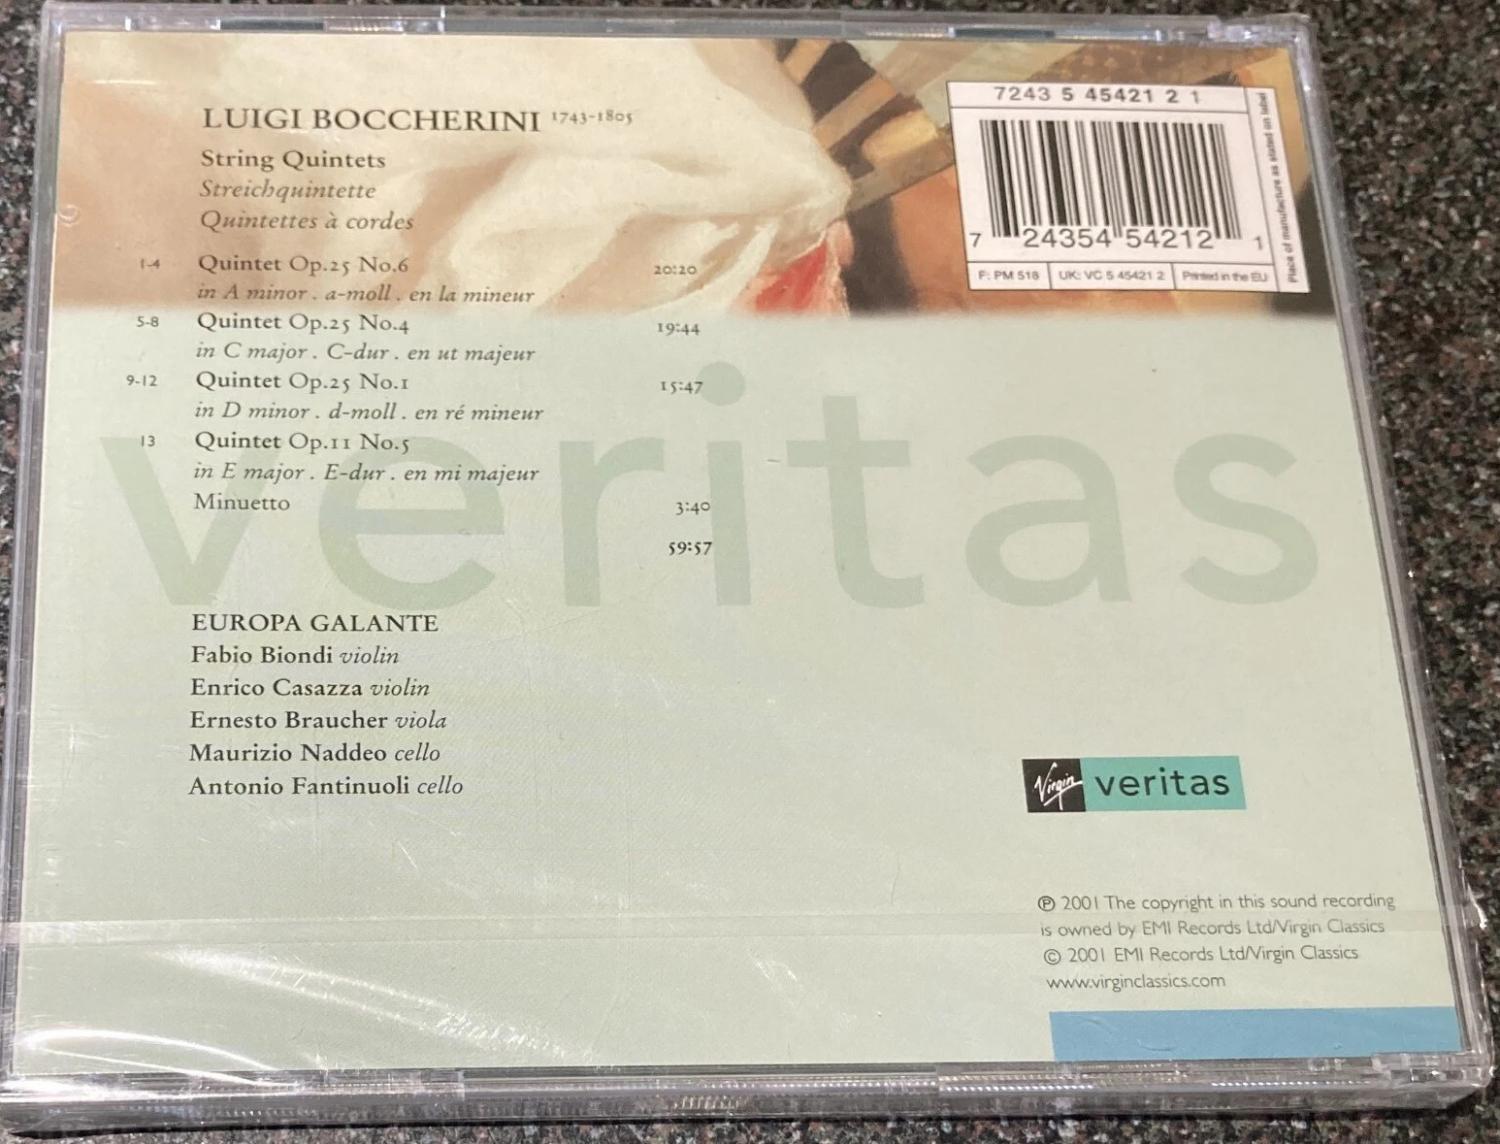 LUIGI BOCCHERINI 1743-1805
String Quintets
Streichquintette
Quintettes à cordes
1-4 Quintet Op.25 No.6 20:20
in A minor . a-moll . en la mineur
5-8 Quintet Op.25 No.4 19:44
in C major . C-dur . en ut majeur
9-12 Quintet Op.25 No.1 15:47
in D minor . d-moll . en ré mineur
13 Quintet Op.11 No.5
in E major . E-dur . en mi majeur
Minuetto 3:40
59:57
EUROPA GALANTE
Fabio Biondi violin
Enrico Casazza violin
Ernesto Braucher viola
Maurizio Naddeo cello
Antonio Fantinuoli cello
7243 5 45421 2 1
7 24354 54212 1
F: PM 518 UK: VC 5 45421 2 Printed in the EU
Place of manufacture as stated on label
veritas
Virgin veritas
℗ 2001 The copyright in this sound recording
is owned by EMI Records Ltd/Virgin Classics
© 2001 EMI Records Ltd/Virgin Classics
www.virginclassics.com